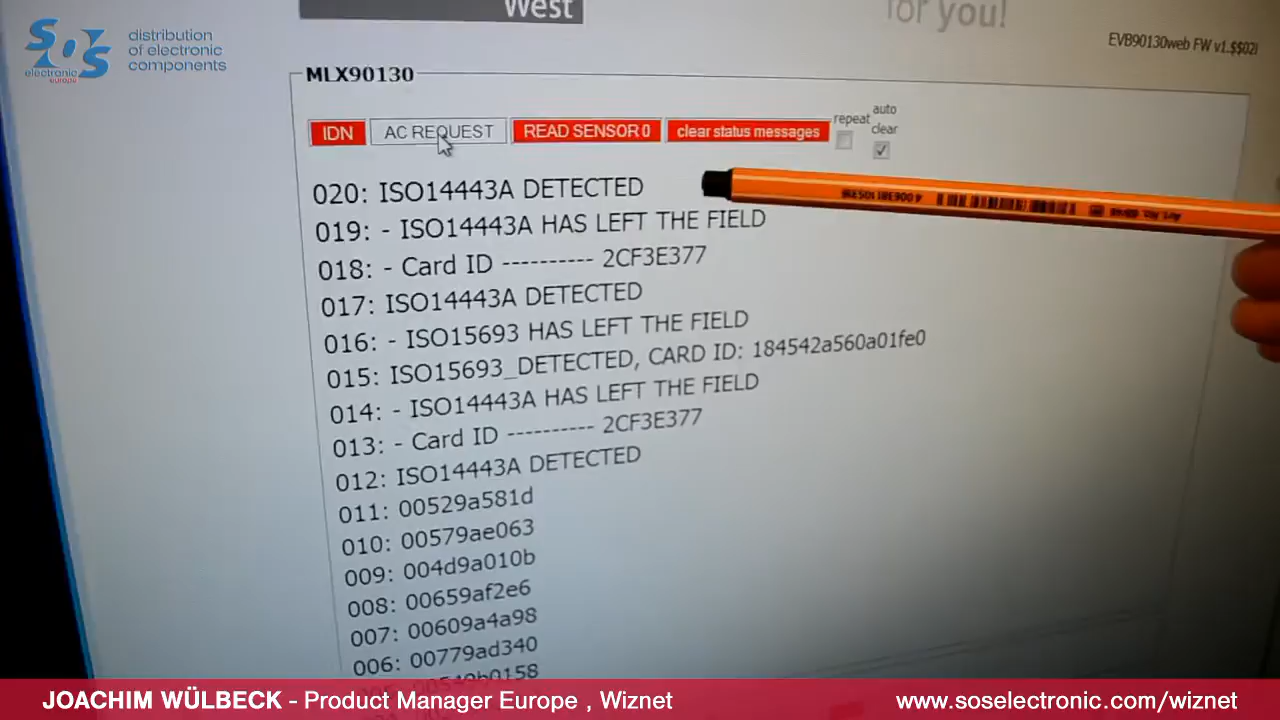 West
for you!
SOS
electronic
europe
distribution
of electronic
components
EVB90130web FW v1.$$02l
MLX90130
IDN
AC REQUEST
READ SENSOR 0
clear status messages
repeat
auto
clear
020: ISO14443A DETECTED
019: - ISO14443A HAS LEFT THE FIELD
018: - Card ID ---------- 2CF3E377
017: ISO14443A DETECTED
016: - ISO15693 HAS LEFT THE FIELD
015: ISO15693_DETECTED, CARD ID: 184542a560a01fe0
014: - ISO14443A HAS LEFT THE FIELD
013: - Card ID ---------- 2CF3E377
012: ISO14443A DETECTED
011: 00529a581d
010: 00579ae063
009: 004d9a010b
008: 00659af2e6
007: 00609a4a98
006: 00779ad340
JOACHIM WÜLBECK - Product Manager Europe , Wiznet
www.soselectronic.com/wiznet